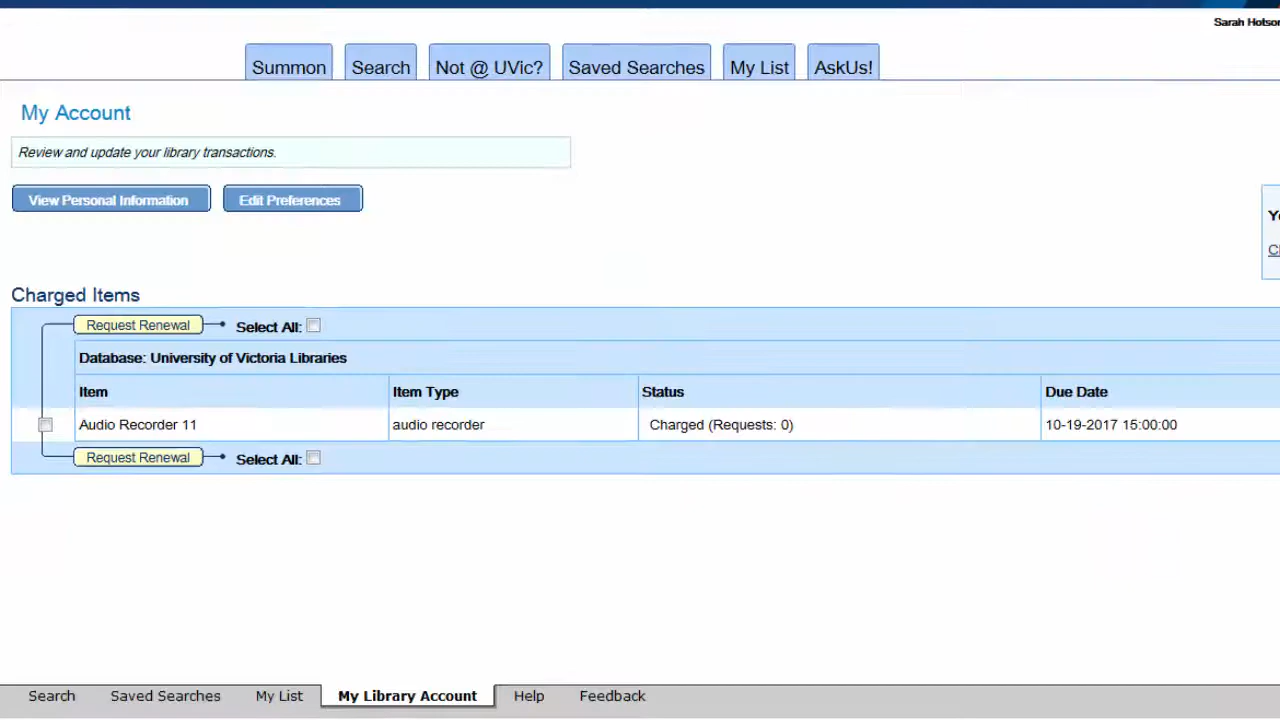 Sarah
Summon Search Not @ UVic? Saved Searches My List AskUs!
My Account
Review and update your library transactions.
View Personal Information Edit Preferences
Charged Items
Request Renewal Select All:
Database: University of Victoria Libraries
Item Item Type Status Due Date
Audio Recorder 11 audio recorder Charged (Requests: 0) 10-19-2017 15:00:00
Request Renewal Select All:
Search Saved Searches My List My Library Account Help Feedback